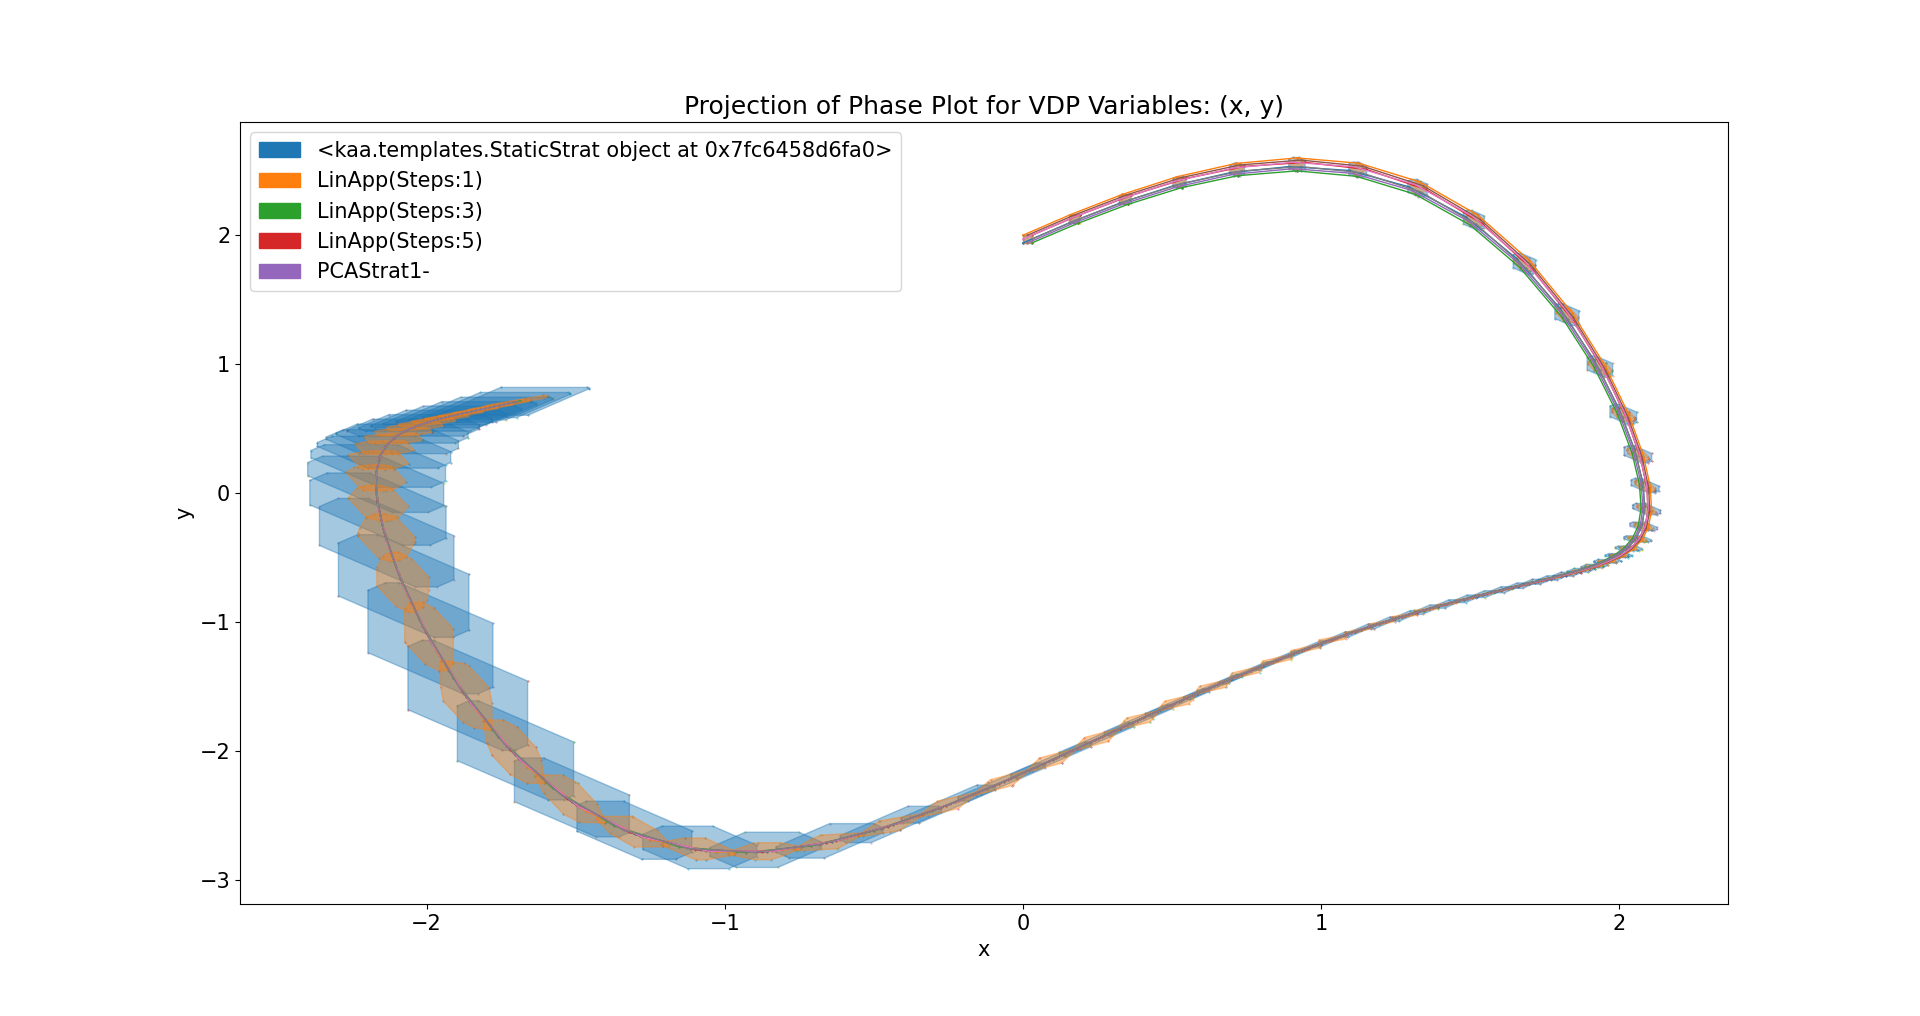 Projection of Phase Plot for VDP Variables: (x, y)
<kaa.templates.StaticStrat object at 0x7fc6458d6fa0>
LinApp(Steps:1)
LinApp(Steps:3)
LinApp(Steps:5)
PCAStrat1-
2
1
0
−1
−2
−3
y
−2 −1 0 1 2
x